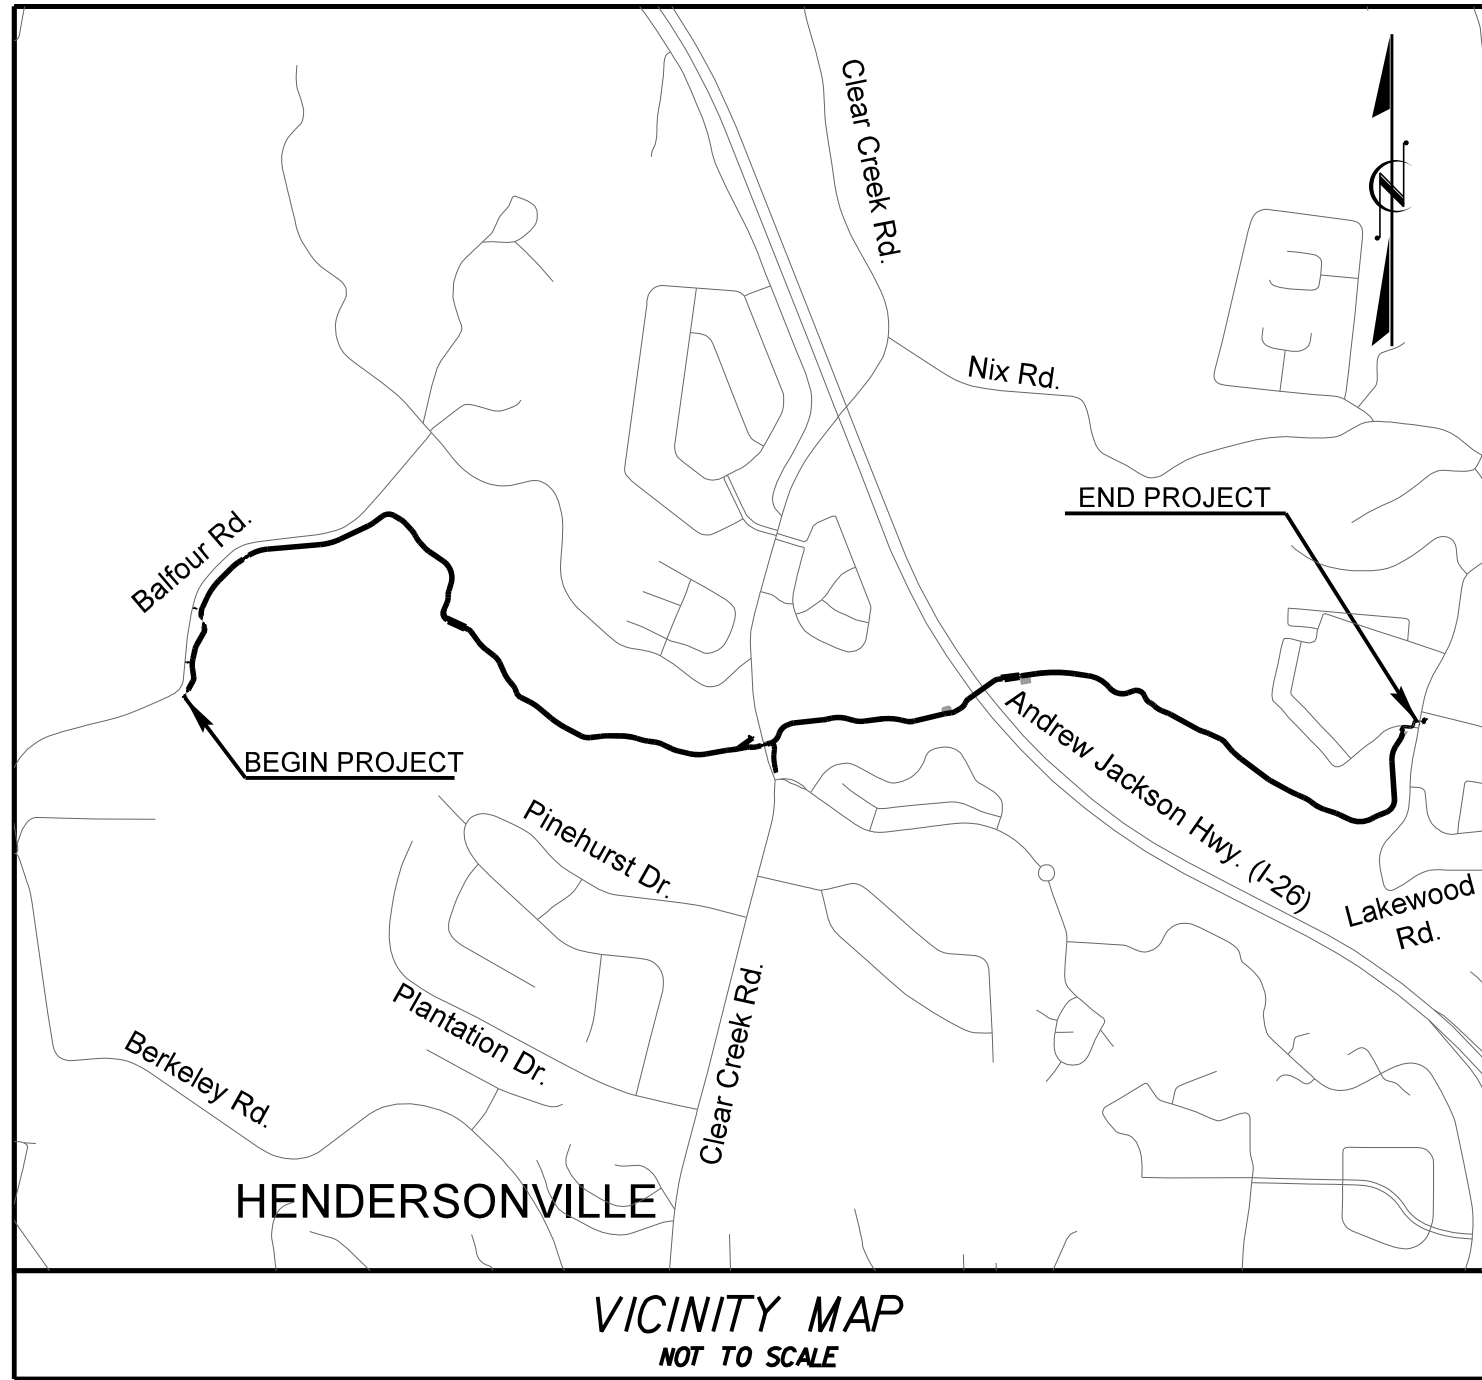 Clear Creek Rd.
Nix Rd.
END PROJECT
Balfour Rd.
BEGIN PROJECT
Andrew Jackson Hwy. (I-26)
Pinehurst Dr.
Lakewood
Rd.
Plantation Dr.
Clear Creek Rd.
Berkeley Rd.
HENDERSONVILLE
VICINITY MAP
NOT TO SCALE
N